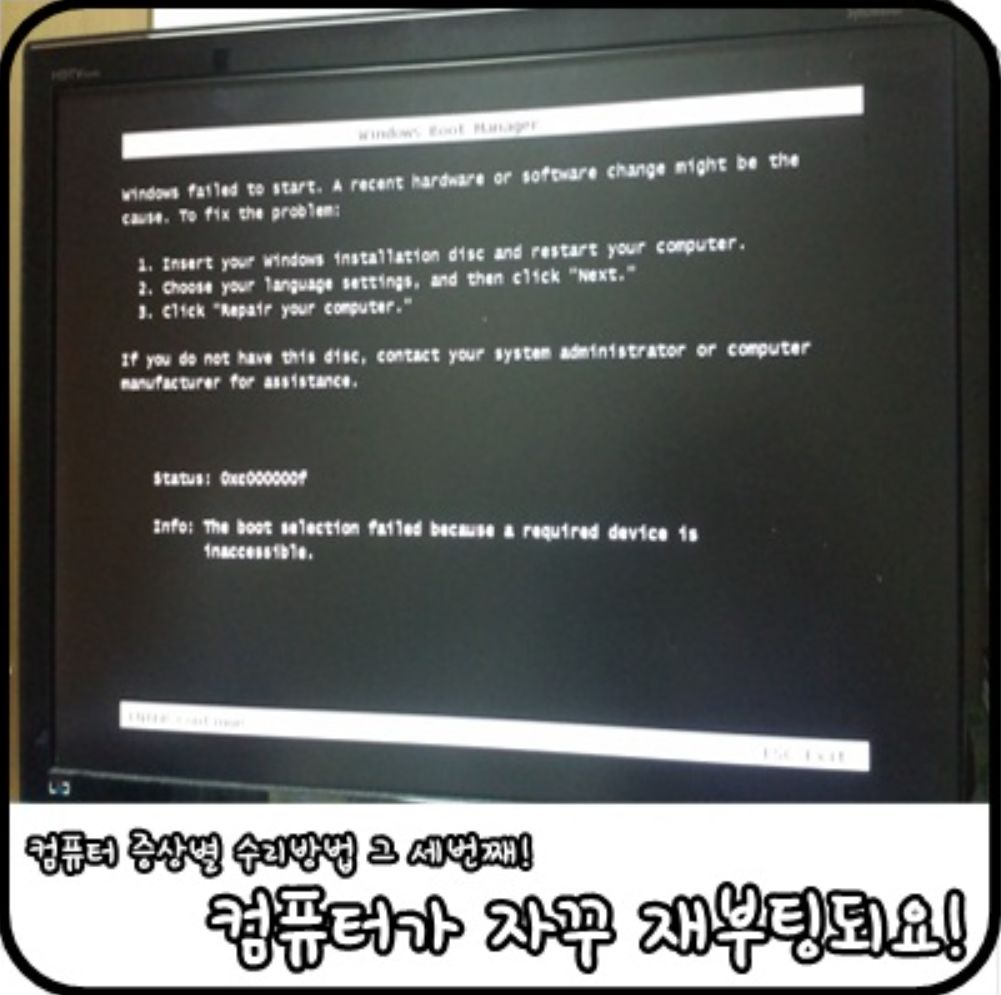 HDTV
Windows Boot Manager
Windows failed to start. A recent hardware or software change might be the
cause. To fix the problem:
1. Insert your Windows installation disc and restart your computer.
2. Choose your language settings, and then click "Next."
3. Click "Repair your computer."
If you do not have this disc, contact your system administrator or computer
manufacturer for assistance.
Status: 0xc000000f
Info: The boot selection failed because a required device is
inaccessible.
ENTER=Continue
ESC=Exit
컴퓨터 증상별 수리방법 그 세번째!
컴퓨터가 자꾸 재부팅되요!